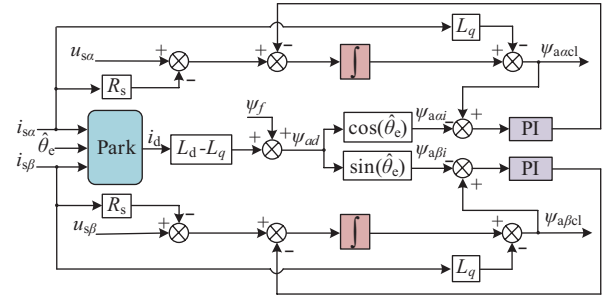 L_q
u_sα + − + − ∫ + − ψ_aαcl
R_s
i_sα
θ̂_e
i_sβ
Park
i_d
L_d-L_q
ψ_f
+ +
ψ_ad
cos(θ̂_e)
ψ_aαi
− +
PI
sin(θ̂_e)
ψ_aβi
− +
PI
R_s
u_sβ + − + − ∫ + − ψ_aβcl
L_q